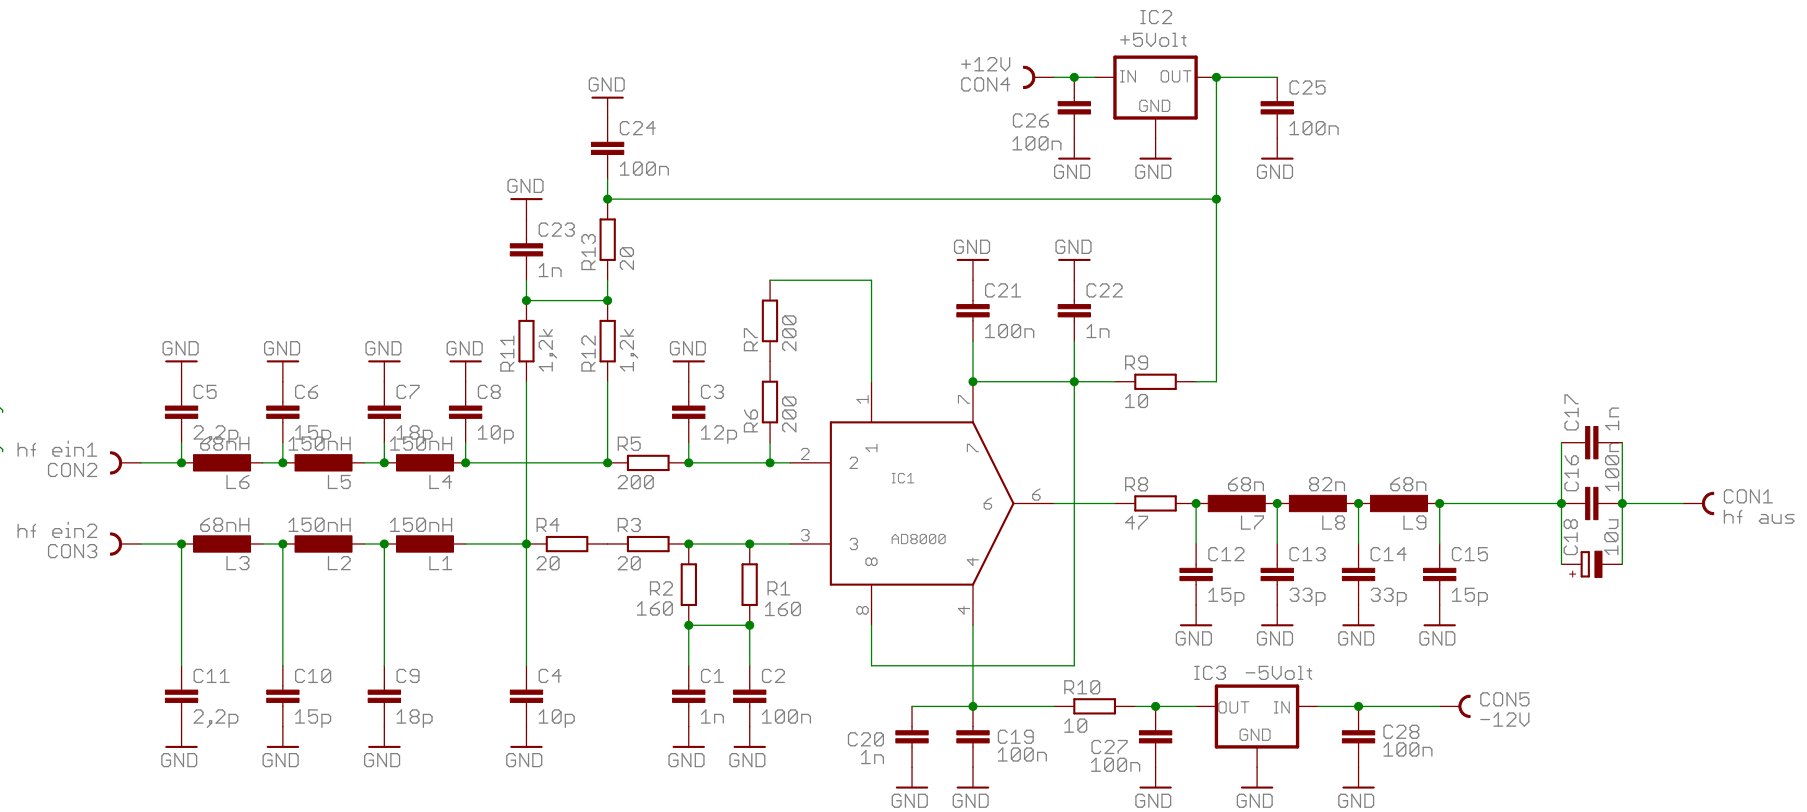 IC2
+5Volt
+12V
CON4
IN OUT
GND
C26
100n
GND
GND
C25
100n
GND
GND
C24
100n
GND
C23
1n
R13
20
R11
1,2k
R12
1,2k
GND
C5
2,2p
GND
C6
15p
GND
C7
18p
GND
C8
10p
GND
C3
12p
R7
200
R6
200
GND
C21
100n
GND
C22
1n
R9
10
hf ein1
CON2
68nH
L6
150nH
L5
150nH
L4
R5
200
hf ein2
CON3
68nH
L3
150nH
L2
150nH
L1
R4
20
R3
20
R2
160
R1
160
1
1
2
2
3
3
7
7
IC1
AD8000
6
6
8
8
4
4
R8
47
68n
L7
82n
L8
68n
L9
C12
15p
GND
C13
33p
GND
C14
33p
GND
C15
15p
GND
C17
1n
C16
100n
C18
10u
+
CON1
hf aus
C11
2,2p
GND
C10
15p
GND
C9
18p
GND
C4
10p
GND
C1
1n
GND
C2
100n
GND
C20
1n
GND
C19
100n
GND
R10
10
C27
100n
GND
IC3 -5Volt
OUT IN
GND
GND
C28
100n
GND
CON5
-12V